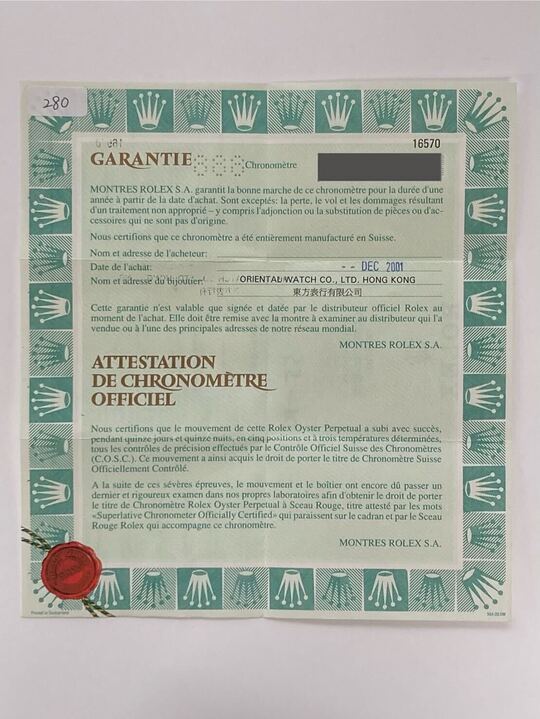 280
16570
GARANTIE Chronomètre
MONTRES ROLEX S.A. garantit la bonne marche de ce chronomètre pour la durée d'une
année à partir de la date d'achat. Sont exceptés: la perte, le vol et les dommages résultant
d'un traitement non approprié – y compris l'adjonction ou la substitution de pièces ou d'ac-
cessoires qui ne sont pas d'origine.
Nous certifions que ce chronomètre a été entièrement manufacturé en Suisse.
Nom et adresse de l'acheteur:
Date de l'achat: -- DEC 2001
Nom et adresse du bijoutier: ORIENTAL WATCH CO., LTD. HONG KONG
東方表行有限公司
Cette garantie n'est valable que signée et datée par le distributeur officiel Rolex au
moment de l'achat. Elle doit être remise avec la montre à examiner au distributeur qui l'a
vendue ou à l'une des principales adresses de notre réseau mondial.
MONTRES ROLEX S.A.
ATTESTATION
DE CHRONOMÈTRE
OFFICIEL
Nous certifions que le mouvement de cette Rolex Oyster Perpetual a subi avec succès,
pendant quinze jours et quinze nuits, en cinq positions et à trois températures déterminées,
tous les contrôles de précision effectués par le Contrôle Officiel Suisse des Chronomètres
(C.O.S.C.). Ce mouvement a ainsi acquis le droit de porter le titre de Chronomètre Suisse
Officiellement Contrôlé.
A la suite de ces sévères épreuves, le mouvement et le boîtier ont encore dû passer un
dernier et rigoureux examen dans nos propres laboratoires afin d'obtenir le droit de porter
le titre de Chronomètre Rolex Oyster Perpetual à Sceau Rouge, titre attesté par les mots
«Superlative Chronometer Officially Certified» qui paraissent sur le cadran et par le Sceau
Rouge Rolex qui accompagne ce chronomètre.
MONTRES ROLEX S.A.
Printed in Switzerland